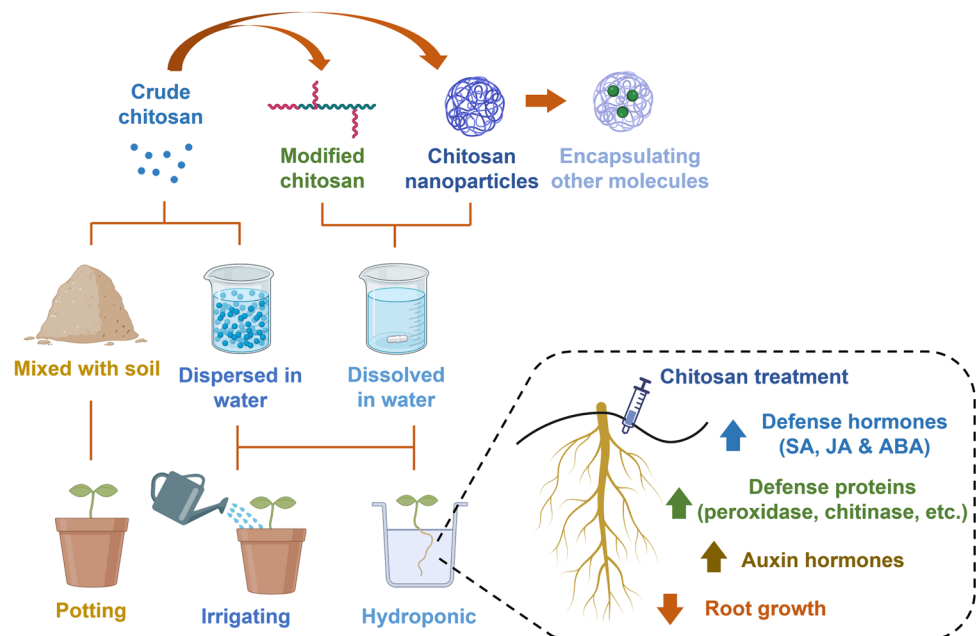 Crude
chitosan
Modified
chitosan
Chitosan
nanoparticles
Encapsulating
other molecules
Mixed with soil
Dispersed in
water
Dissolved
in water
Potting
Irrigating
Hydroponic
Chitosan treatment
Defense hormones
(SA, JA & ABA)
Defense proteins
(peroxidase, chitinase, etc.)
Auxin hormones
Root growth